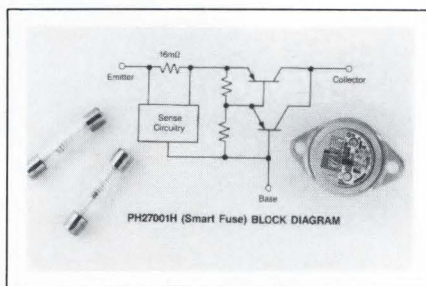 16mΩ
Emitter
Collector
Sense
Circuitry
Base
PH27001H (Smart Fuse) BLOCK DIAGRAM